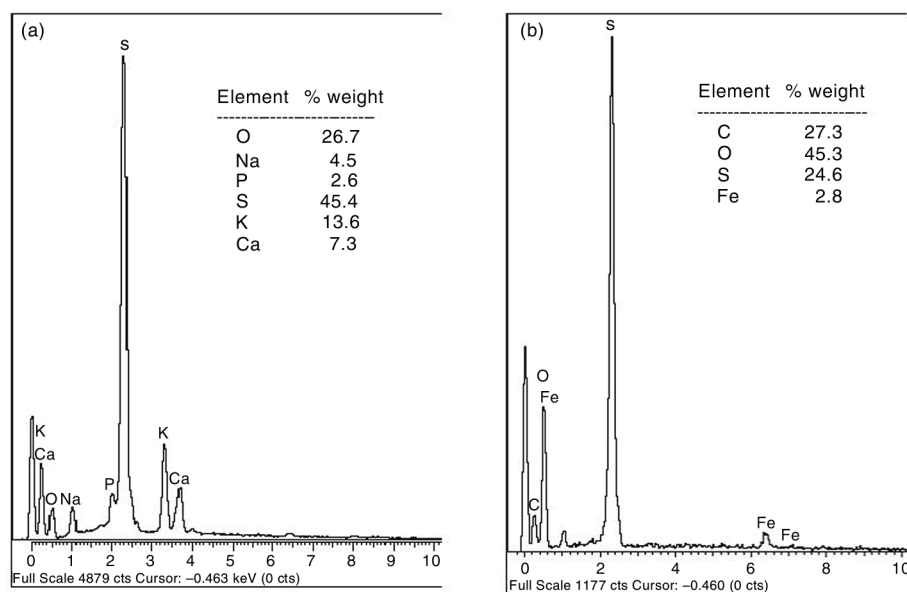 (a)
S
Element % weight
O 26.7
Na 4.5
P 2.6
S 45.4
K 13.6
Ca 7.3
K
Ca
O Na
P
K
Ca
0 1 2 3 4 5 6 7 8 9 10
Full Scale 4879 cts Cursor: –0.463 keV (0 cts)
(b)
S
Element % weight
C 27.3
O 45.3
S 24.6
Fe 2.8
O
Fe
C
Fe
Fe
0 2 4 6 8 10
Full Scale 1177 cts Cursor: –0.460 (0 cts)